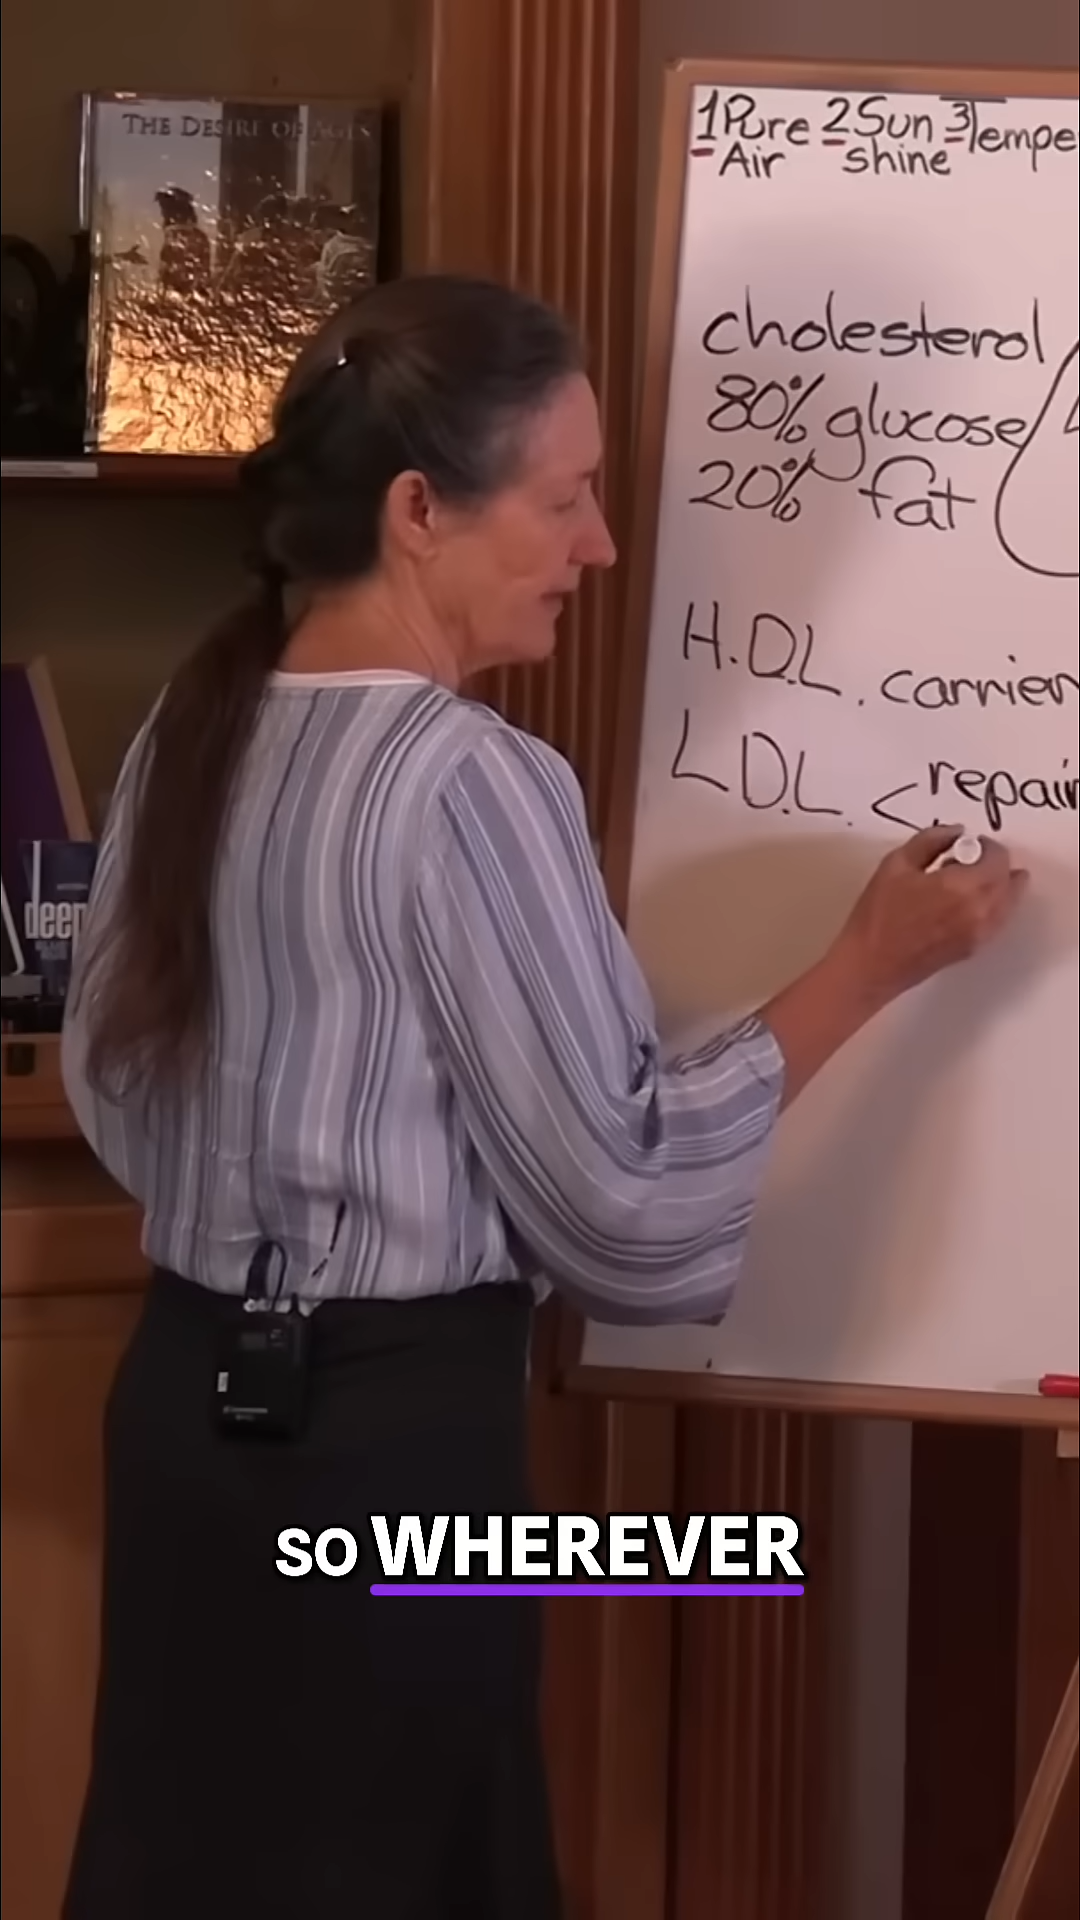 THE DESIRE OF AGES
1 Pure 2 Sun 3 Tempe
Air shine
cholesterol
80% glucose
20% fat
H.D.L. carrier
L D.L. < repair
deep
so WHEREVER